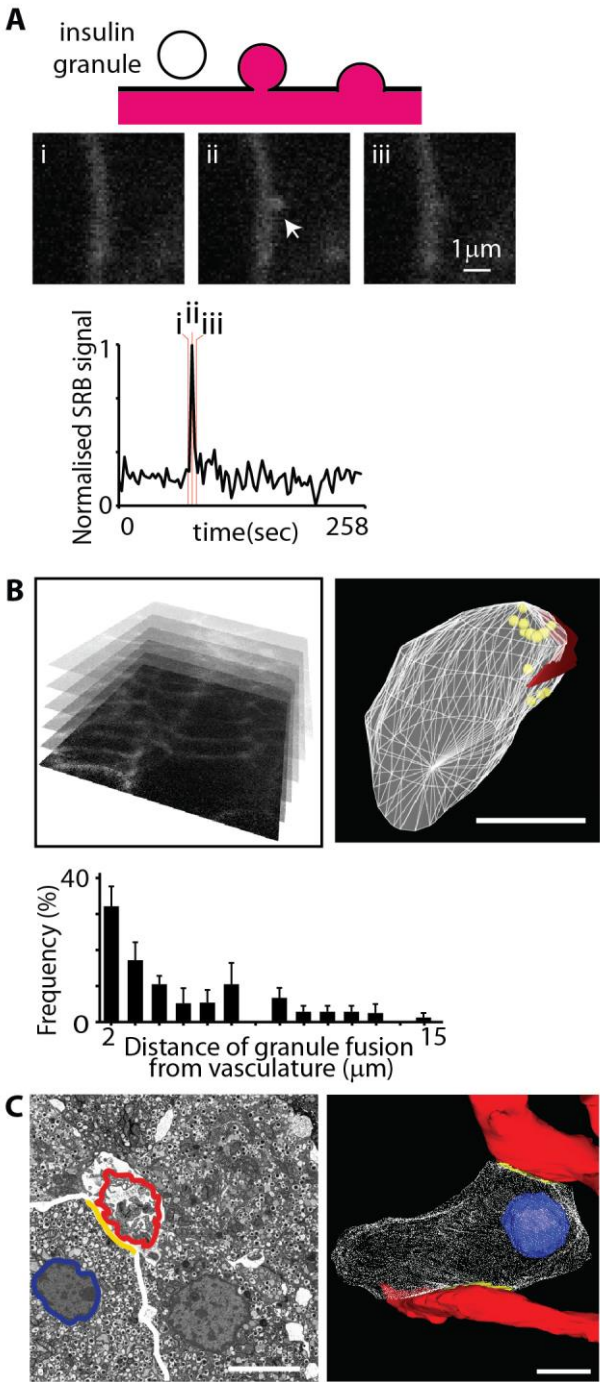 A
insulin
granule
i
ii
iii
1μm
i ii iii
Normalised SRB signal
1
0
0
time(sec)
258
B
Frequency (%)
40
0
2
15
Distance of granule fusion
from vasculature (μm)
C